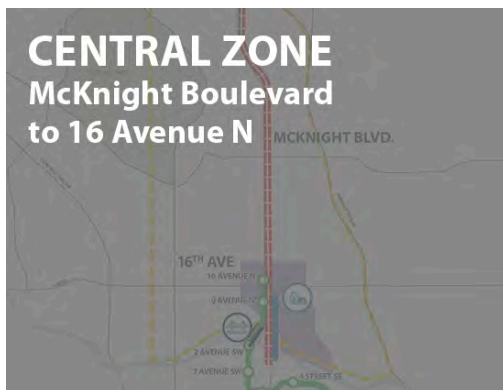 CENTRAL ZONE
McKnight Boulevard
to 16 Avenue N
MCKNIGHT BLVD.
16TH AVE
16 AVENUE N
9 AVENUE N
2 AVENUE SW
7 AVENUE SW
4 STREET SE